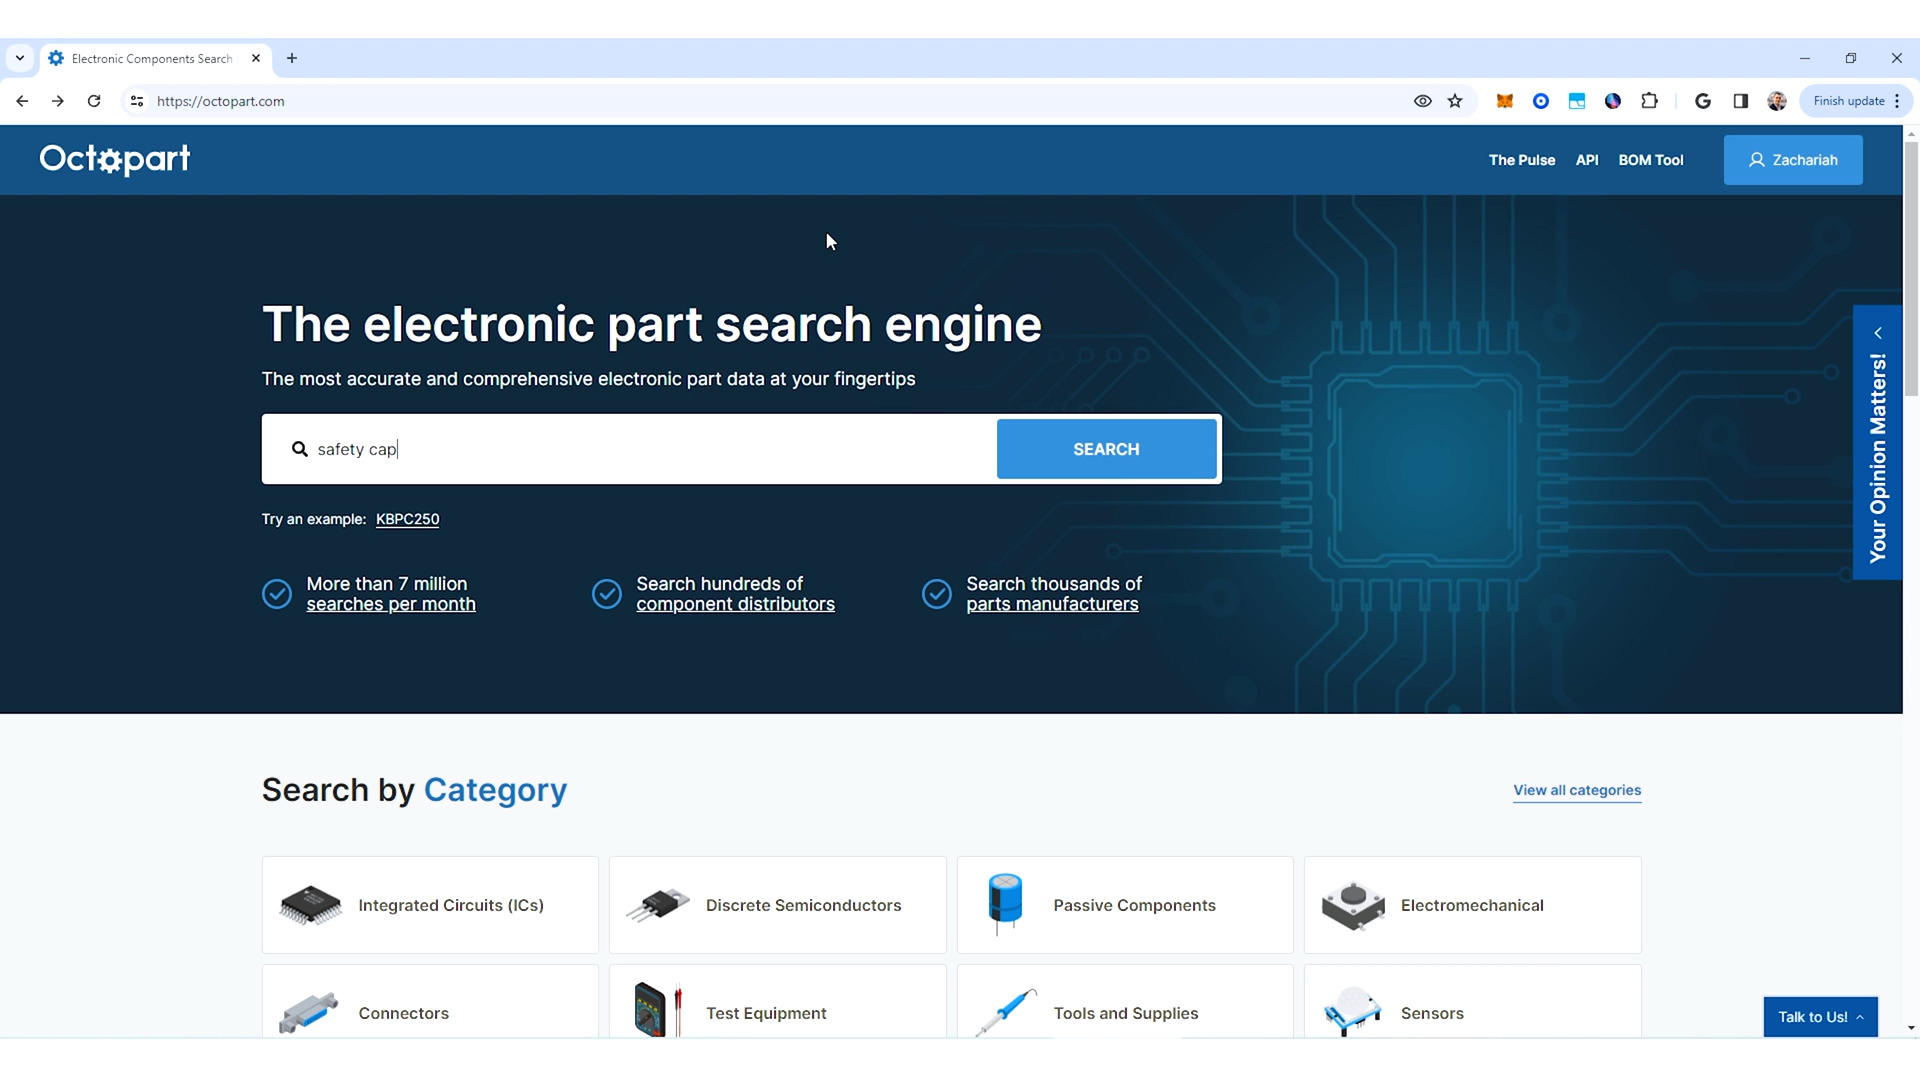 Electronic Components Search
https://octopart.com
Finish update
Octopart
The Pulse
API
BOM Tool
Zachariah
The electronic part search engine
The most accurate and comprehensive electronic part data at your fingertips
safety cap
SEARCH
Try an example: KBPC250
More than 7 million
searches per month
Search hundreds of
component distributors
Search thousands of
parts manufacturers
Your Opinion Matters!
Search by Category
View all categories
Integrated Circuits (ICs)
Discrete Semiconductors
Passive Components
Electromechanical
Connectors
Test Equipment
Tools and Supplies
Sensors
Talk to Us!